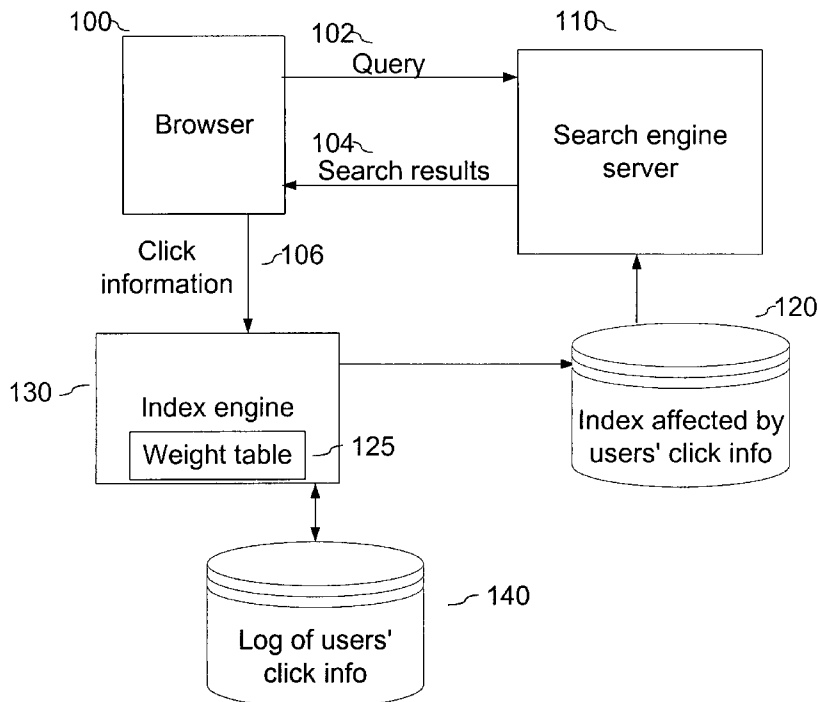 100
102
110
Query
Browser
104
Search results
Search engine
server
Click
information
106
120
130
Index engine
Weight table
125
Index affected by
users' click info
140
Log of users'
click info